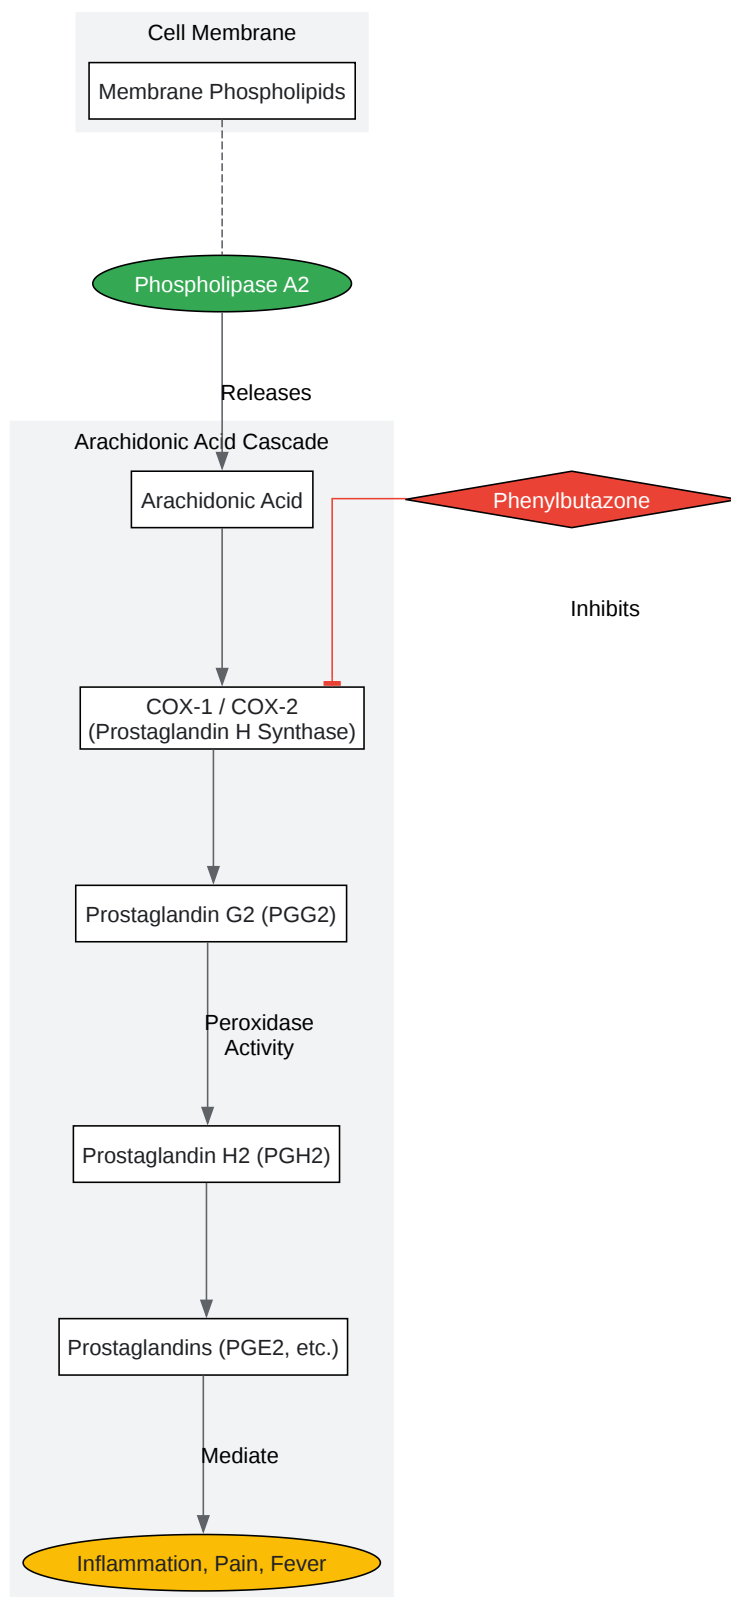 Cell Membrane
Membrane Phospholipids
Phospholipase A2
Releases
Arachidonic Acid Cascade
Arachidonic Acid
Phenylbutazone
Inhibits
COX-1 / COX-2
(Prostaglandin H Synthase)
Prostaglandin G2 (PGG2)
Peroxidase
Activity
Prostaglandin H2 (PGH2)
Prostaglandins (PGE2, etc.)
Mediate
Inflammation, Pain, Fever